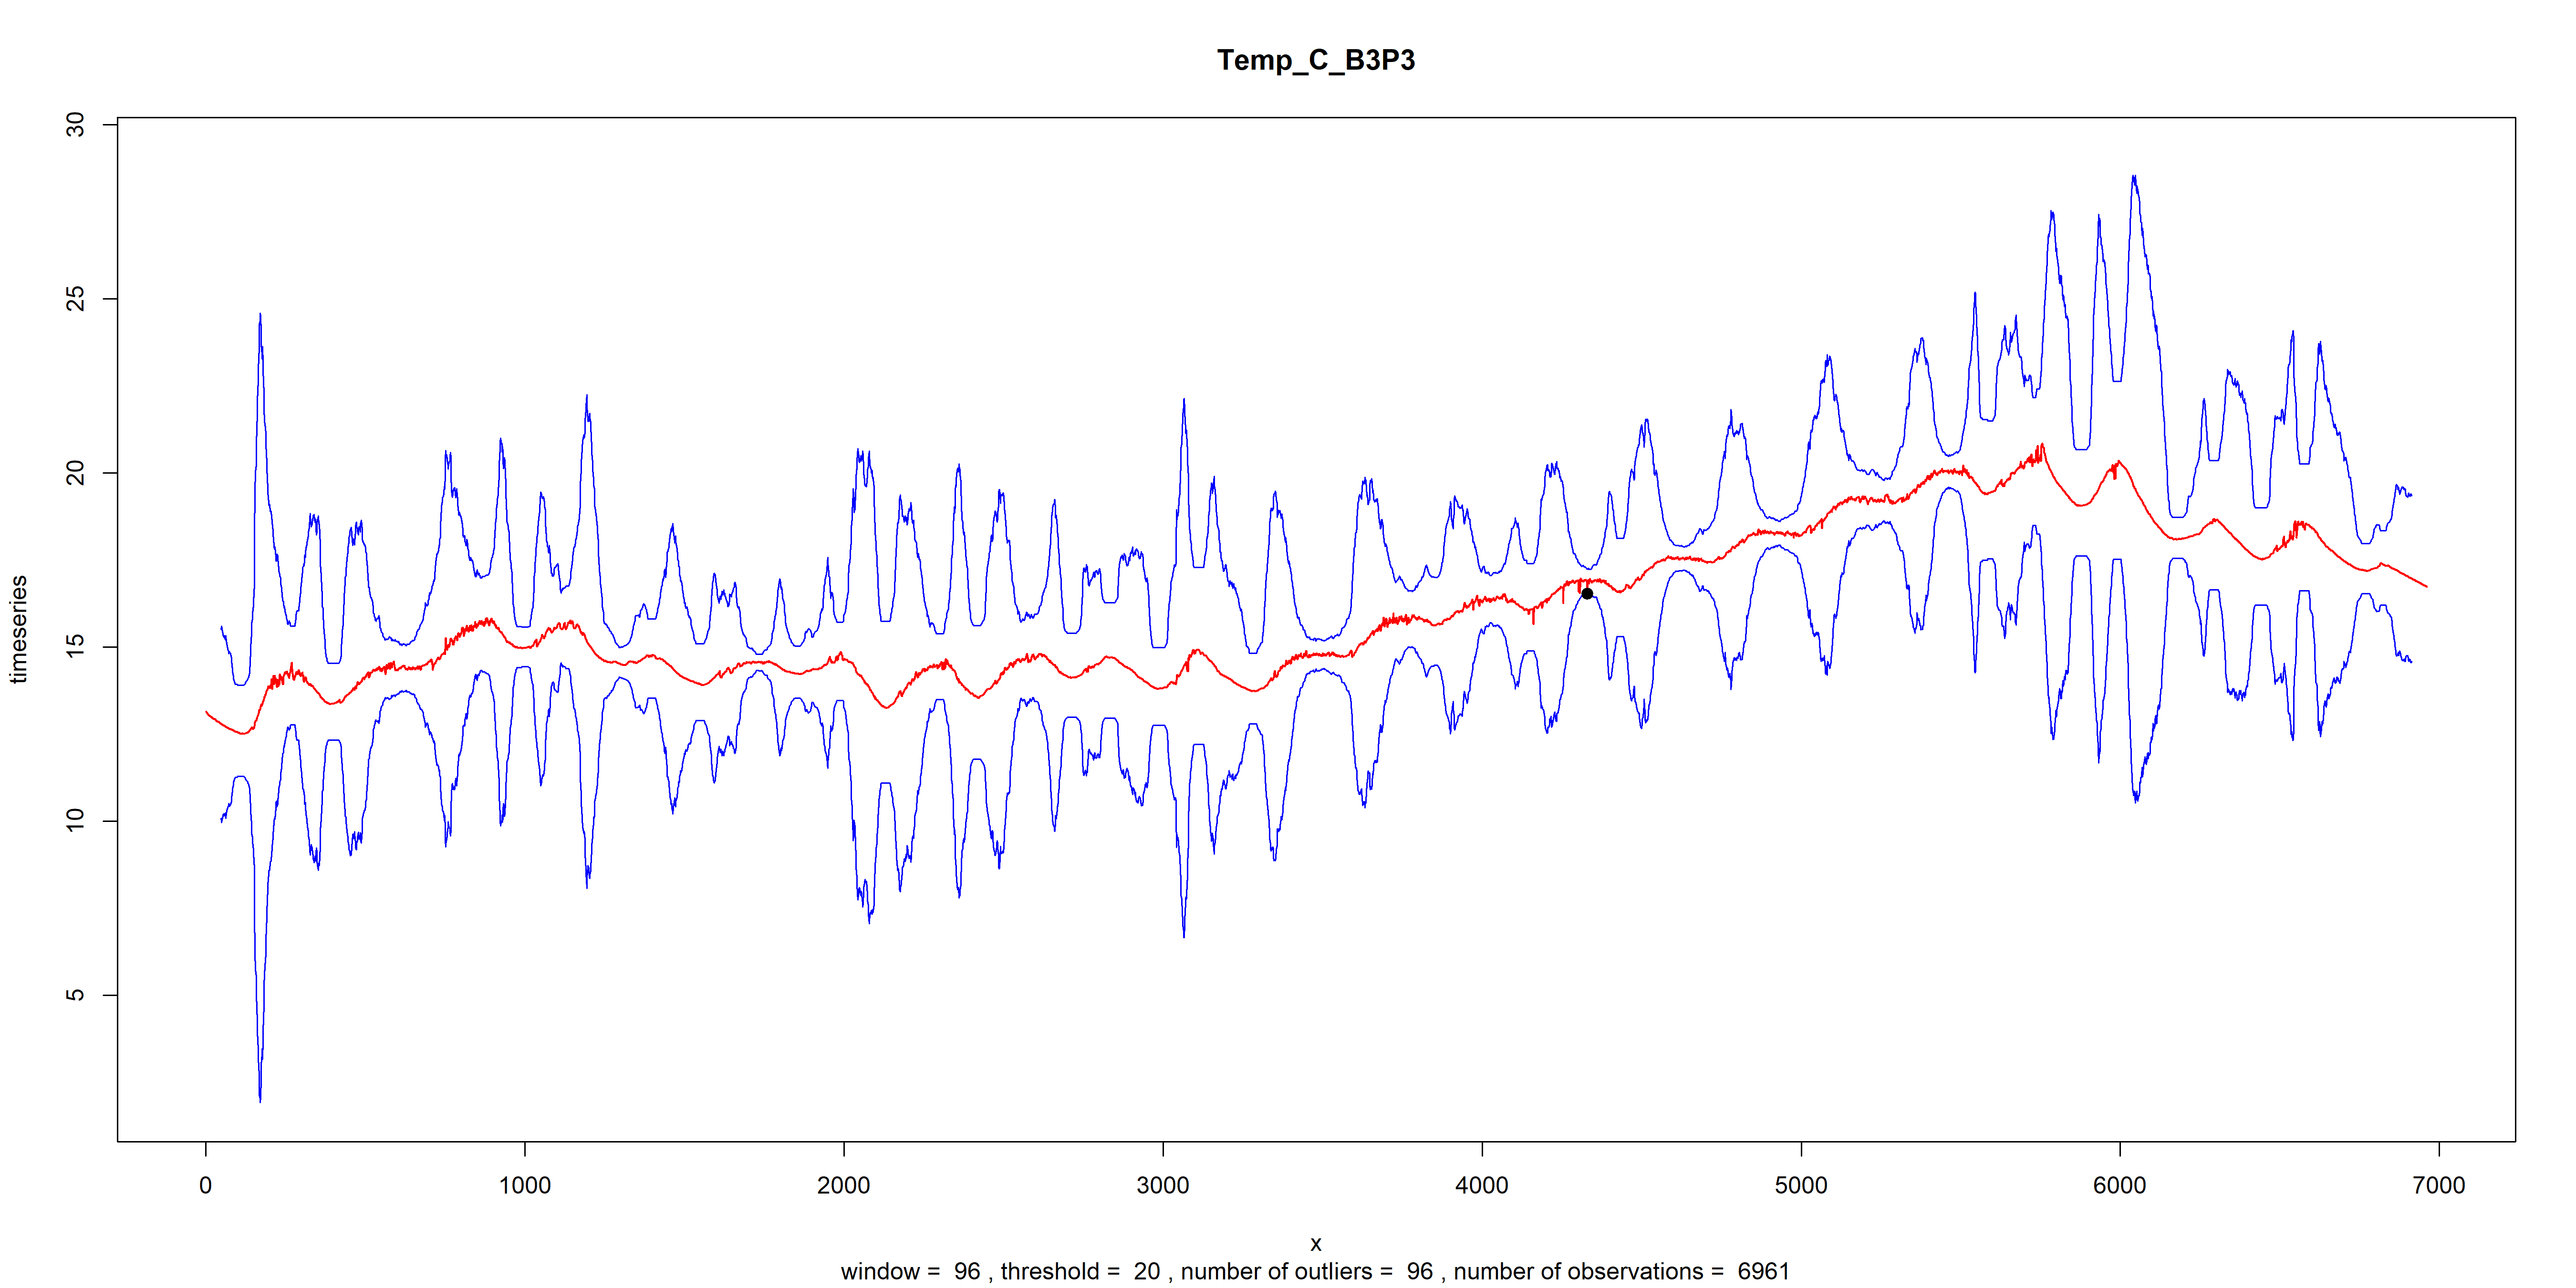 Temp_C_B3P3
30
25
20
15
10
5
timeseries
0 1000 2000 3000 4000 5000 6000 7000
x
window = 96 , threshold = 20 , number of outliers = 96 , number of observations = 6961